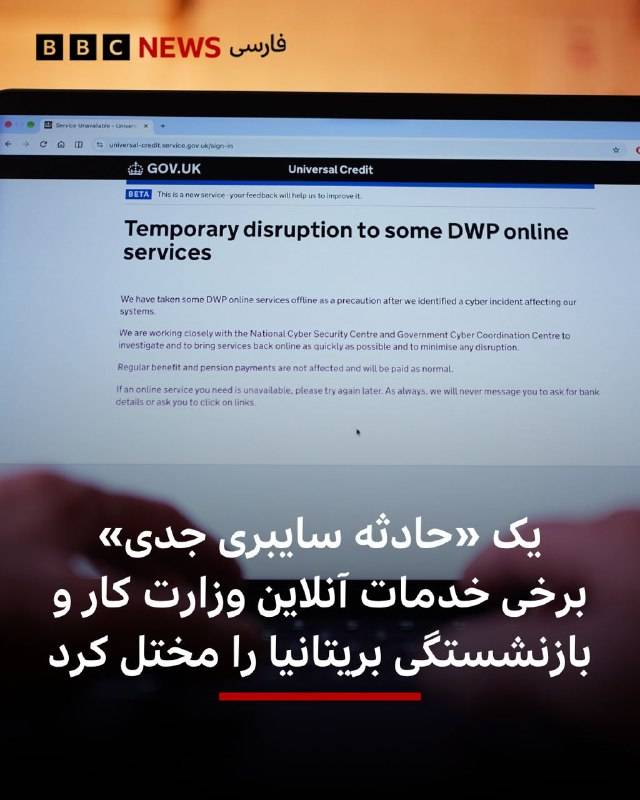 BBC NEWS فارسی
Service Unavailable - Univers
universal-credit.service.gov.uk/sign-in
GOV.UK Universal Credit
BETA This is a new service - your feedback will help us to improve it.
Temporary disruption to some DWP online
services
We have taken some DWP online services offline as a precaution after we identified a cyber incident affecting our
systems.
We are working closely with the National Cyber Security Centre and Government Cyber Coordination Centre to
investigate and to bring services back online as quickly as possible and to minimise any disruption.
Regular benefit and pension payments are not affected and will be paid as normal.
If an online service you need is unavailable, please try again later. As always, we will never message you to ask for bank
details or ask you to click on links.
یک «حادثه سایبری جدی»
برخی خدمات آنلاین وزارت کار و
بازنشستگی بریتانیا را مختل کرد